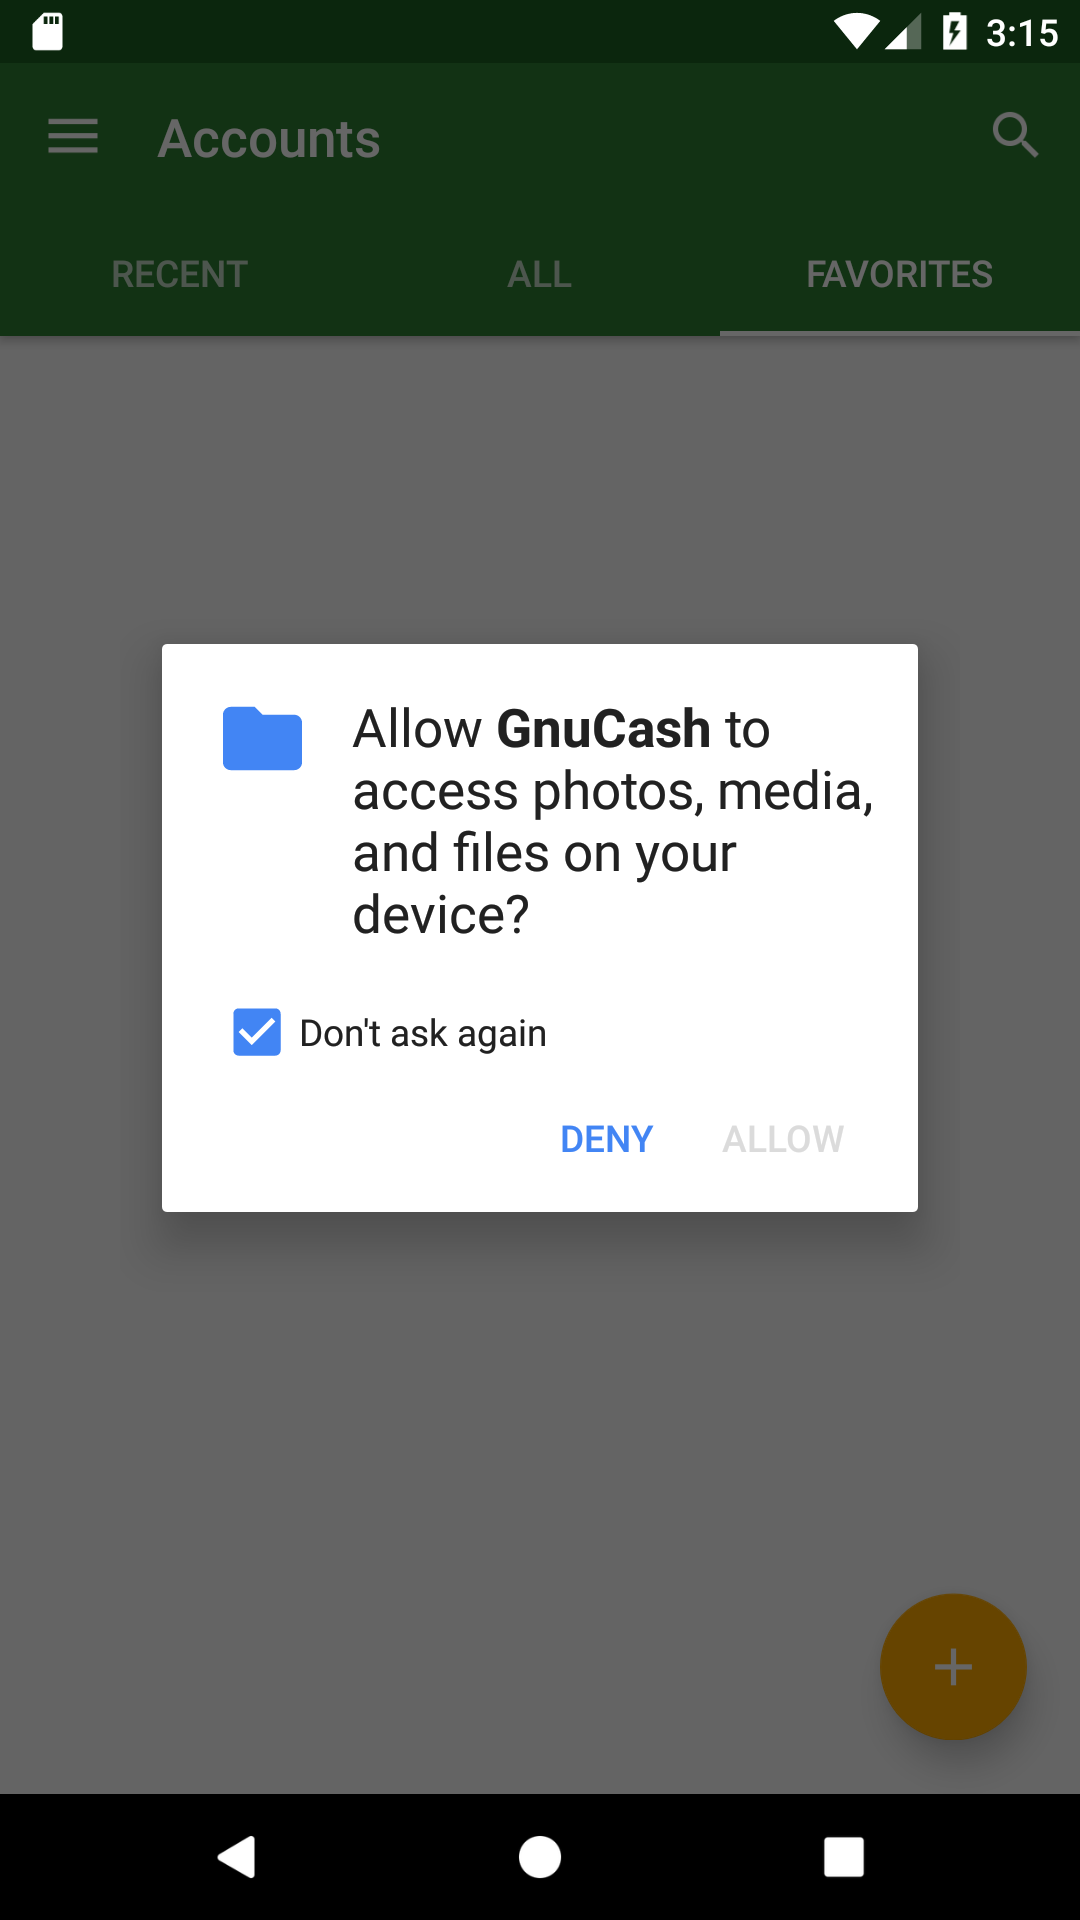 3:15
Accounts
RECENT
ALL
FAVORITES
Allow GnuCash to
access photos, media,
and files on your
device?
Don't ask again
DENY
ALLOW